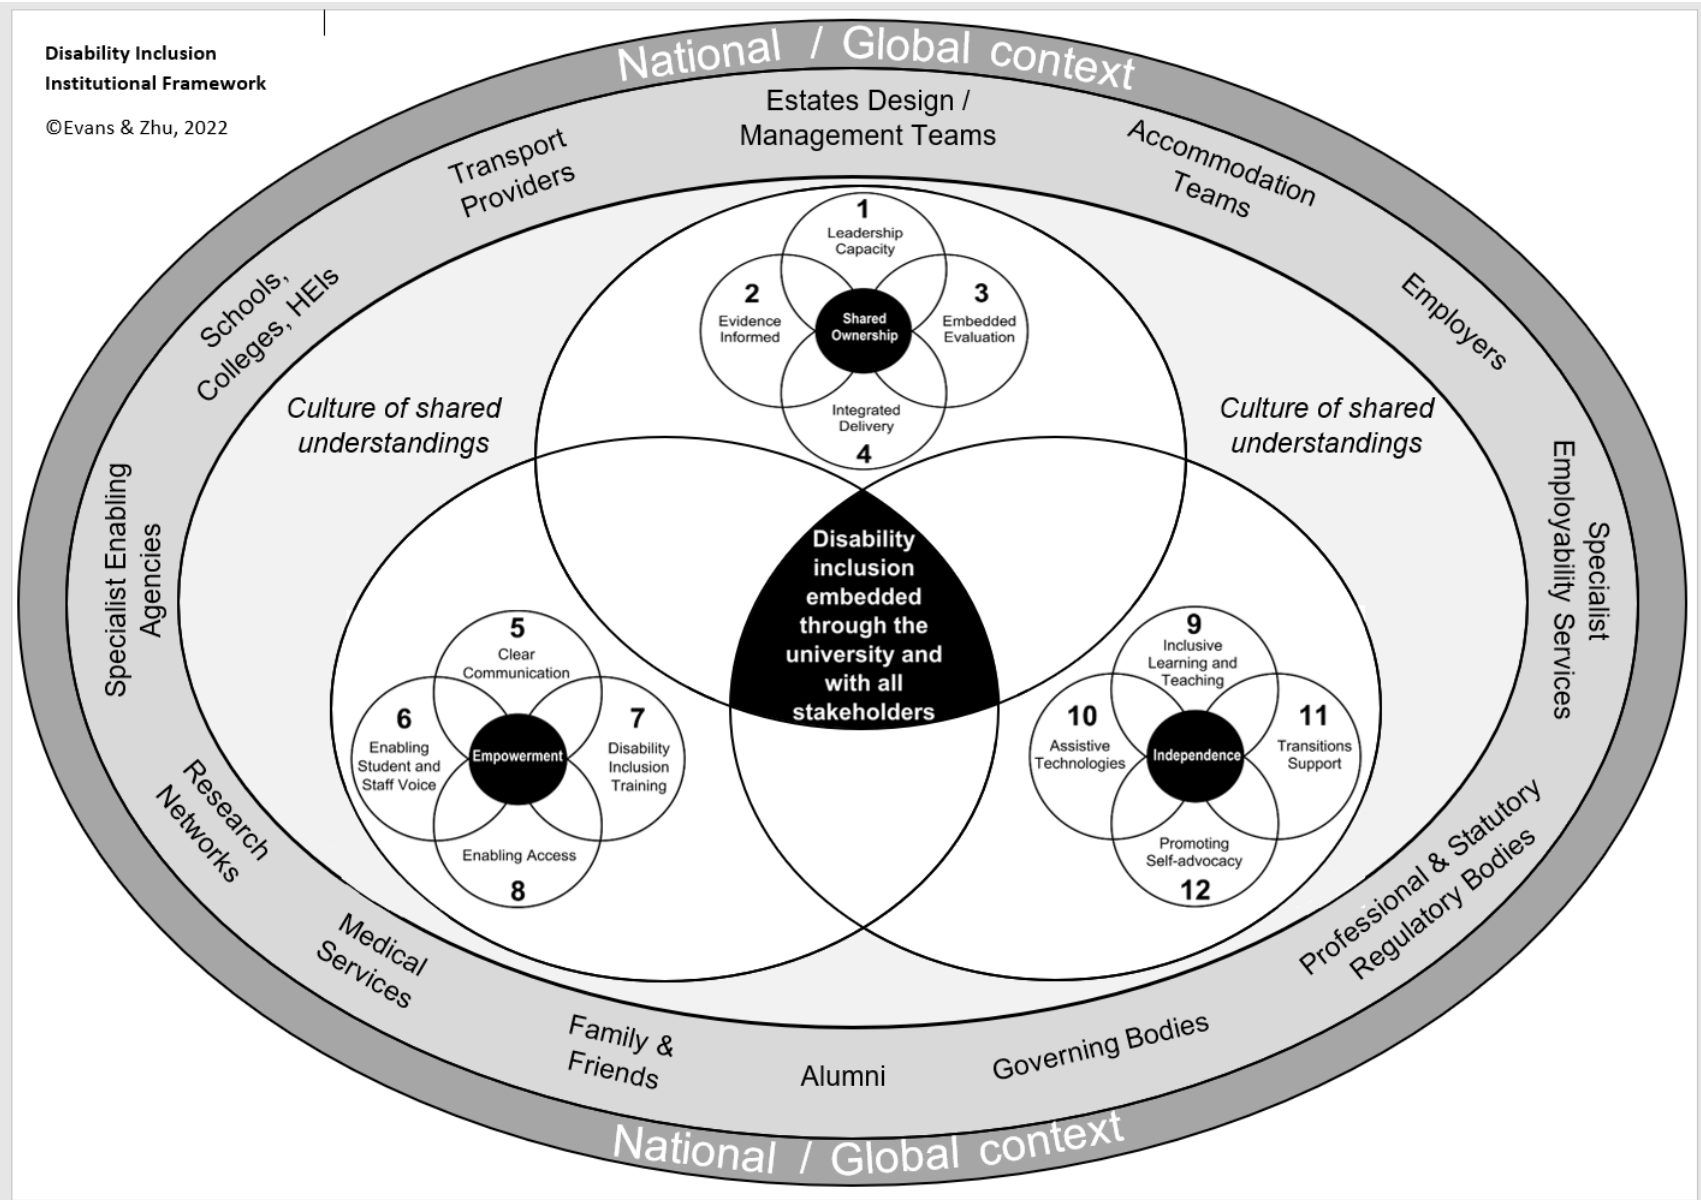 Disability Inclusion
Institutional Framework
©Evans & Zhu, 2022
National / Global context
Estates Design /
Management Teams
Transport
Providers
Accommodation
Teams
Schools,
Colleges, HEIs
Employers
Specialist Enabling
Agencies
Specialist
Employability Services
Research
Networks
Professional & Statutory
Regulatory Bodies
Medical
Services
Family &
Friends
Alumni
Governing Bodies
National / Global context
Culture of shared
understandings
Culture of shared
understandings
1
Leadership
Capacity
2
Evidence
Informed
Shared
Ownership
3
Embedded
Evaluation
Integrated
Delivery
4
Disability
inclusion
embedded
through the
university and
with all
stakeholders
5
Clear
Communication
6
Enabling
Student and
Staff Voice
Empowerment
7
Disability
Inclusion
Training
Enabling Access
8
9
Inclusive
Learning and
Teaching
10
Assistive
Technologies
Independence
11
Transitions
Support
Promoting
Self-advocacy
12